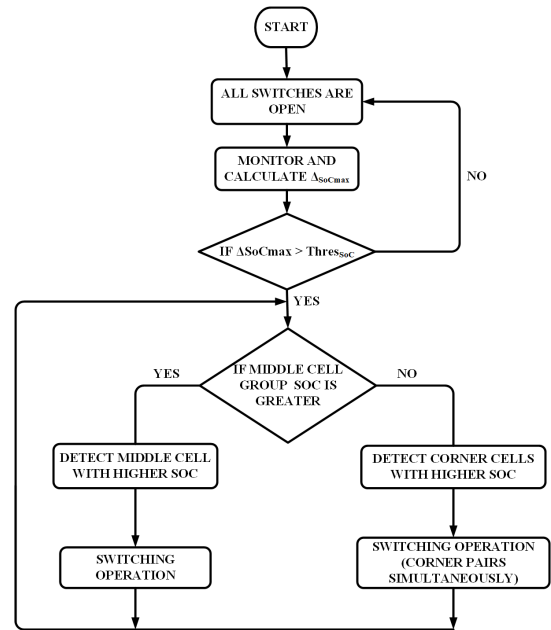 START
ALL SWITCHES ARE
OPEN
MONITOR AND
CALCULATE ΔSoCmax
NO
IF ΔSoCmax > ThresSoC
YES
IF MIDDLE CELL
GROUP SOC IS
GREATER
YES
NO
DETECT MIDDLE CELL
WITH HIGHER SOC
DETECT CORNER CELLS
WITH HIGHER SOC
SWITCHING
OPERATION
SWITCHING OPERATION
(CORNER PAIRS
SIMULTANEOUSLY)